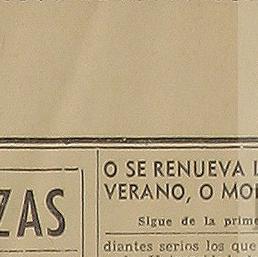 ZAS
O SE RENUEVA
VERANO, O
Sigue de la
diantes serios los que